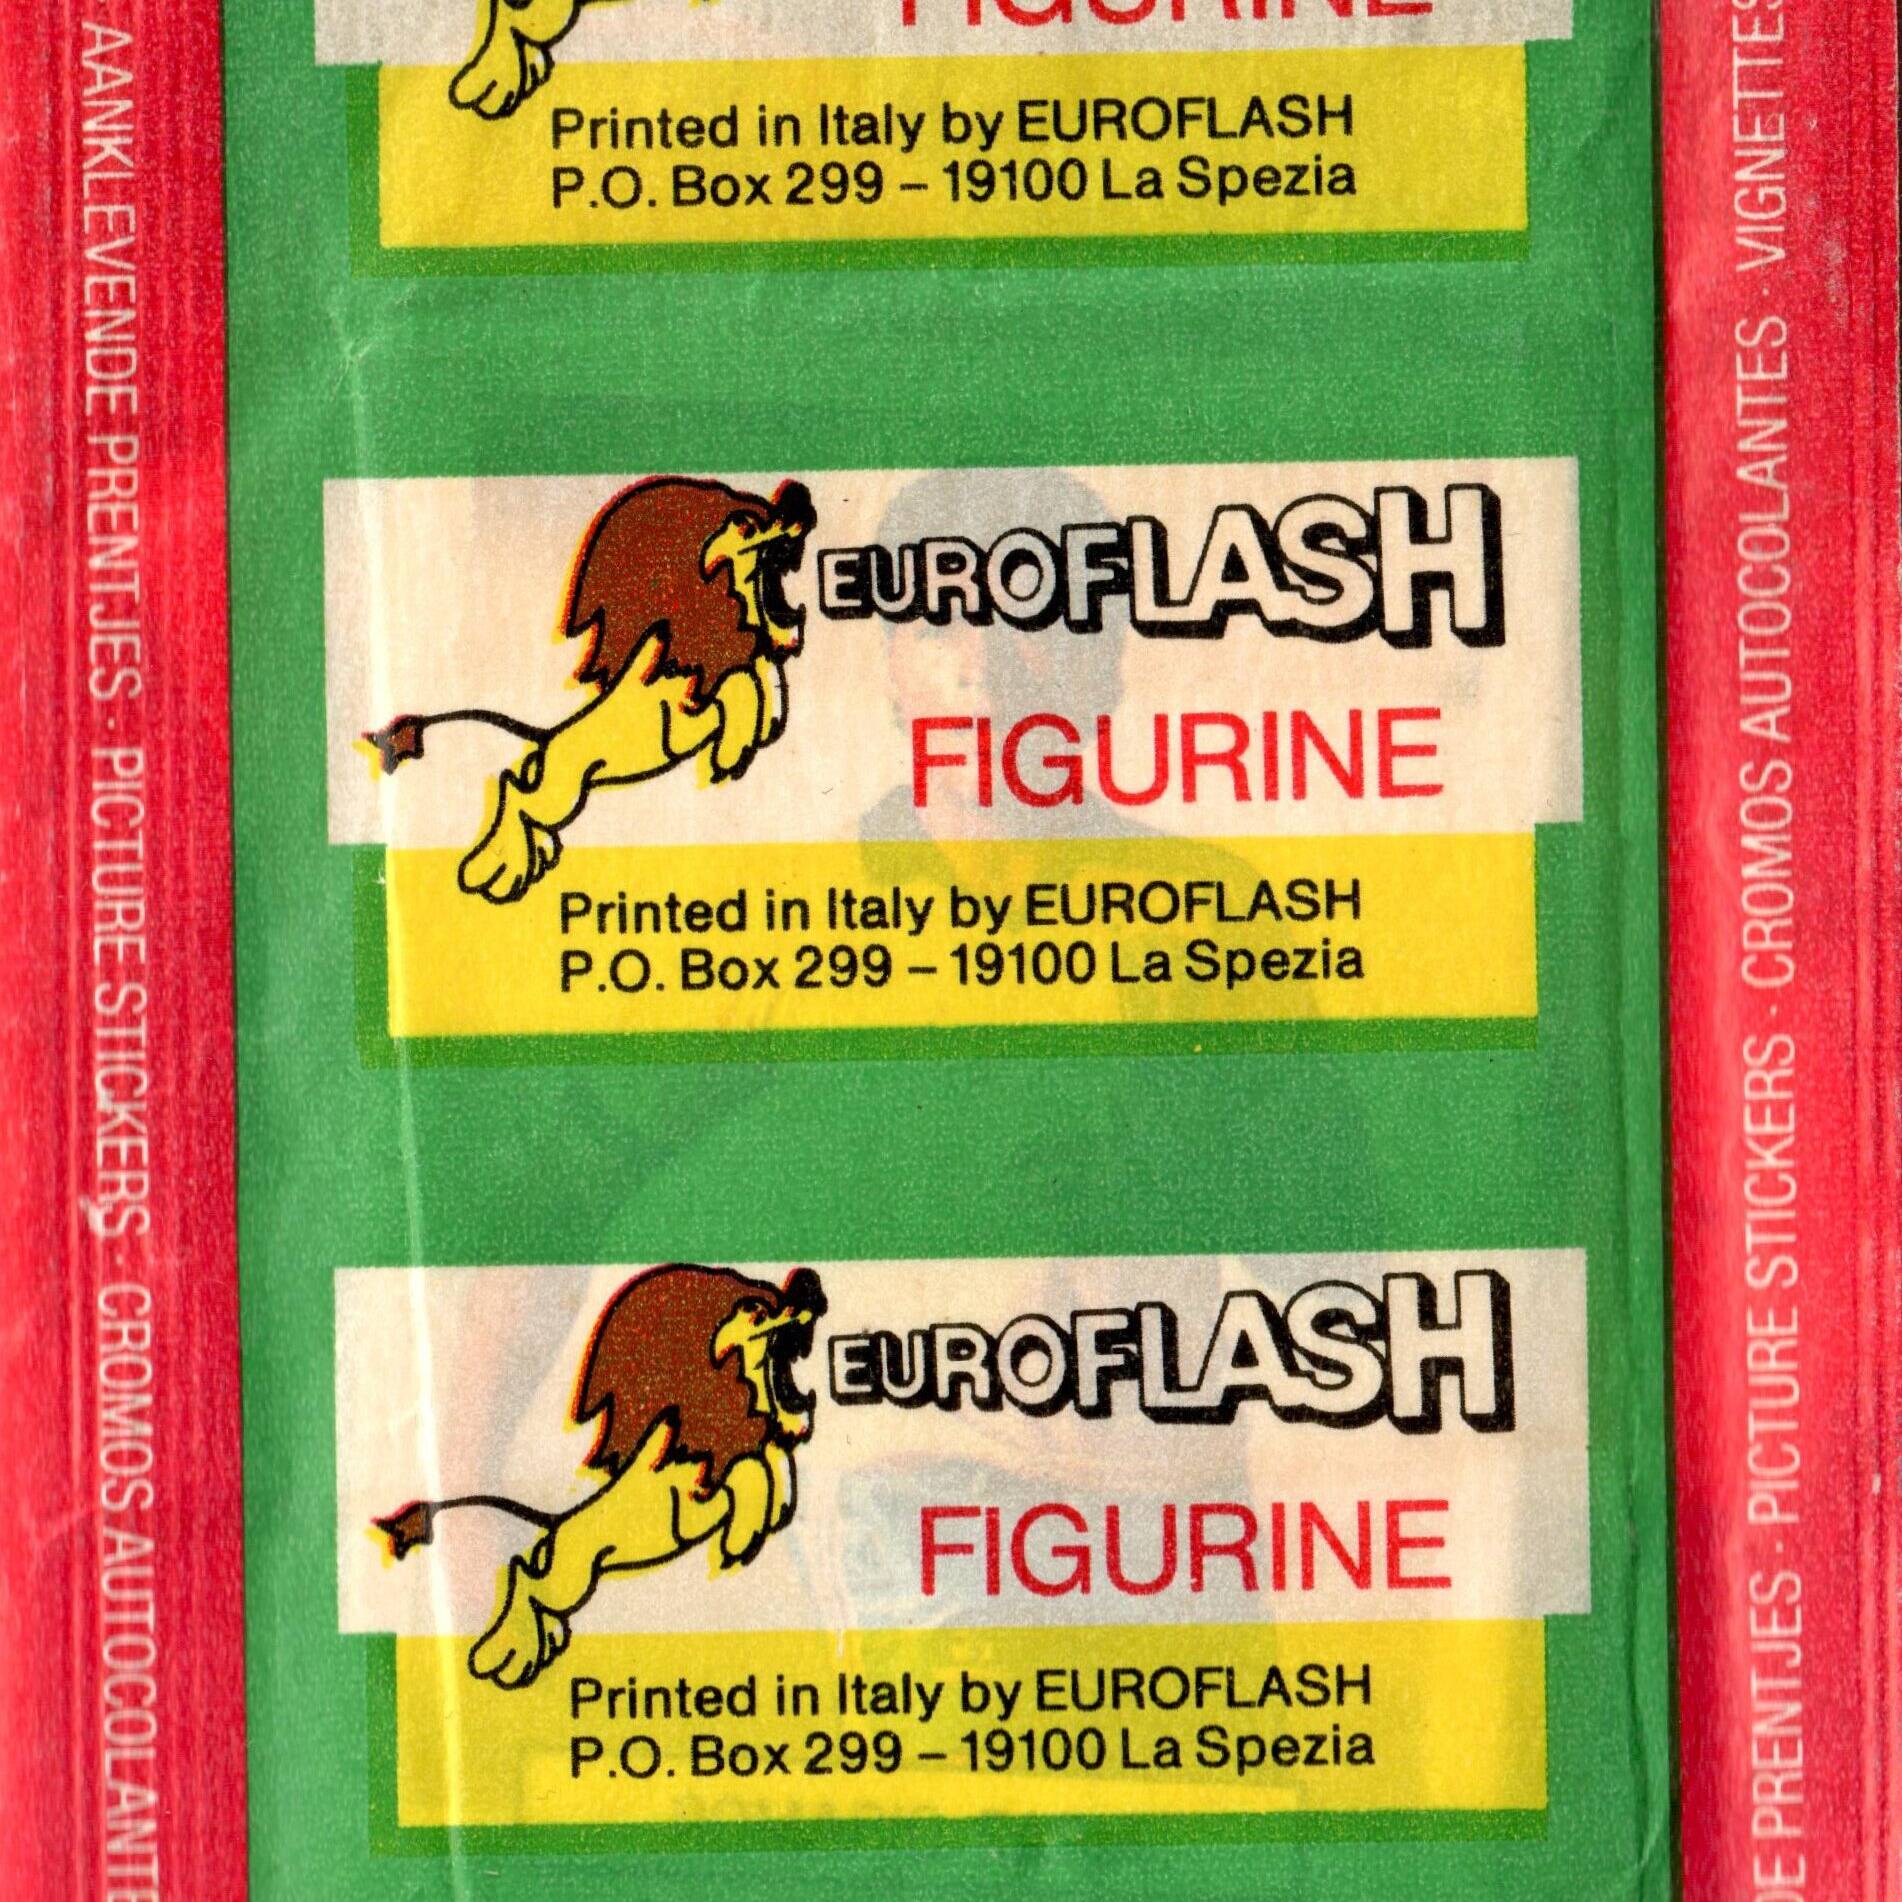 FIGURINE
Printed in Italy by EUROFLASH
P.O. Box 299 – 19100 La Spezia
EUROFLASH
FIGURINE
Printed in Italy by EUROFLASH
P.O. Box 299 – 19100 La Spezia
EUROFLASH
FIGURINE
Printed in Italy by EUROFLASH
P.O. Box 299 – 19100 La Spezia
· AANKLEVENDE PRENTJES · PICTURE STICKERS · CROMOS AUTOCOLANTE
PRENTJES · PICTURE STICKERS · CROMOS AUTOCOLANTES · VIGNETTES